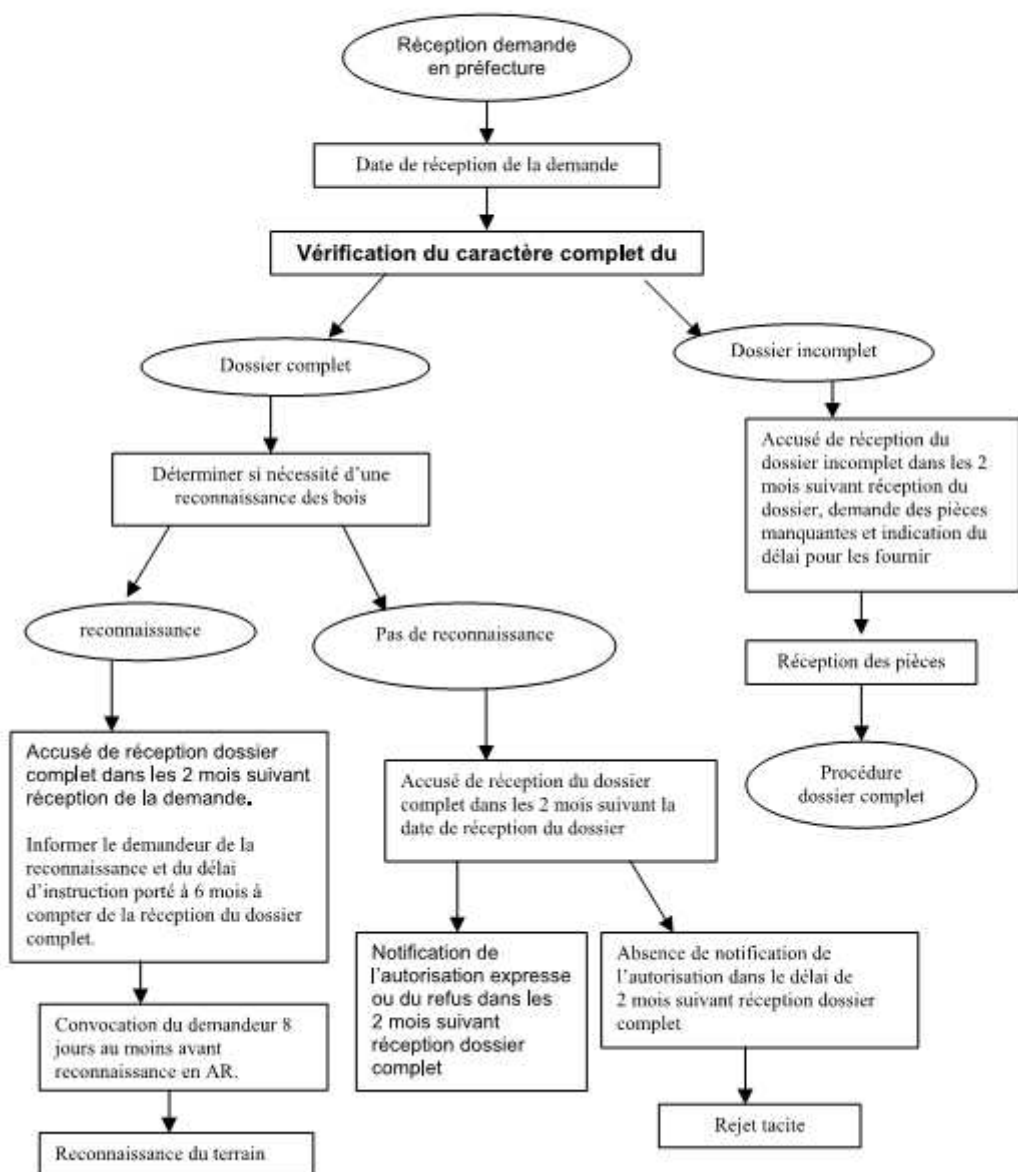 Réception demande
en préfecture
Date de réception de la demande
Vérification du caractère complet du
Dossier complet
Dossier incomplet
Déterminer si nécessité d'une
reconnaissance des bois
Accusé de réception du
dossier incomplet dans les 2
mois suivant réception du
dossier, demande des pièces
manquantes et indication du
délai pour les fournir
reconnaissance
Pas de reconnaissance
Réception des pièces
Accusé de réception dossier
complet dans les 2 mois suivant
réception de la demande.
Informer le demandeur de la
reconnaissance et du délai
d'instruction porté à 6 mois à
compter de la réception du dossier
complet.
Accusé de réception du dossier
complet dans les 2 mois suivant la
date de réception du dossier
Procédure
dossier complet
Notification de
l'autorisation expresse
ou du refus dans les
2 mois suivant
réception dossier
complet
Absence de notification de
l'autorisation dans le délai de
2 mois suivant réception dossier
complet
Convocation du demandeur 8
jours au moins avant
reconnaissance en AR.
Rejet tacite
Reconnaissance du terrain